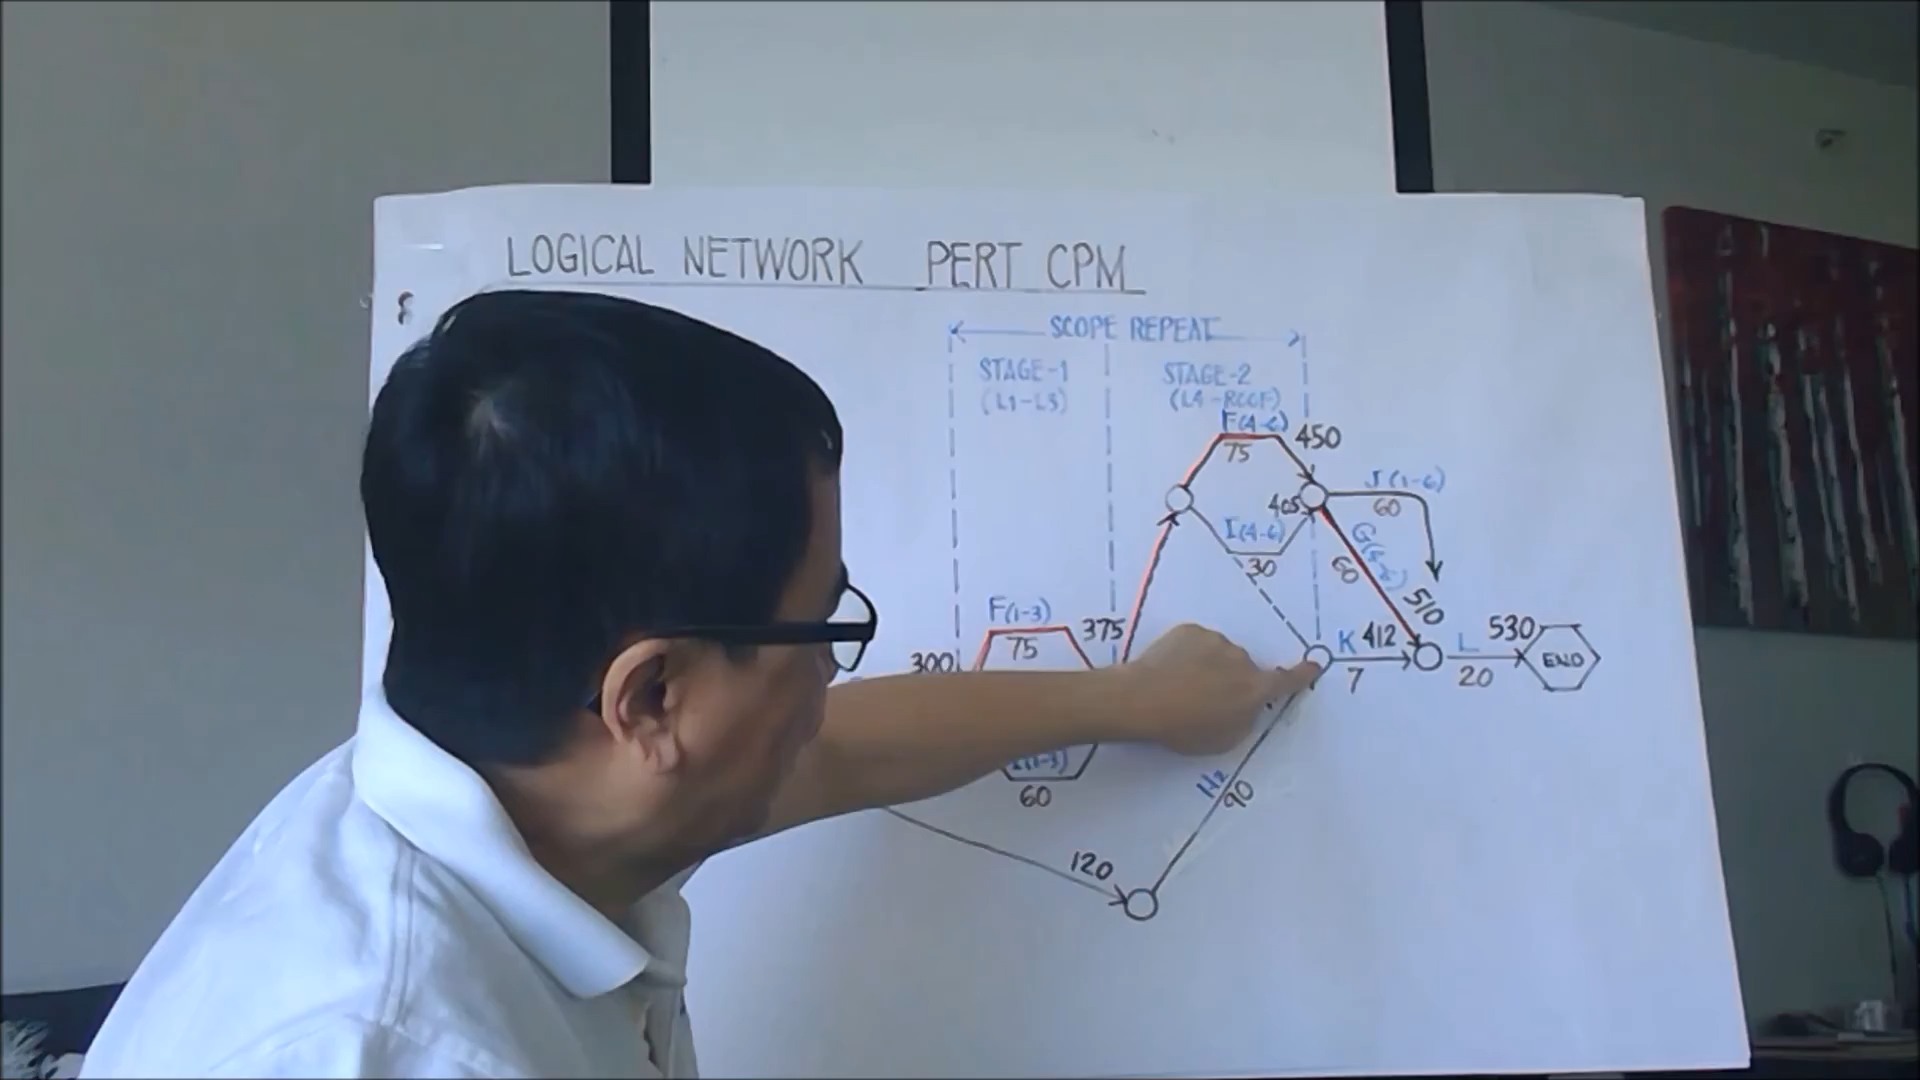 LOGICAL NETWORK PERT CPM
8
SCOPE REPEAT
STAGE-1
(L1-L3)
STAGE-2
(L4-ROOF)
F(4-6)
75
450
J(1-6)
60
405
I(4-6)
30
60
510
F(1-3)
75
375
300
K 412
7
L
20
530
END
60
H2
90
120